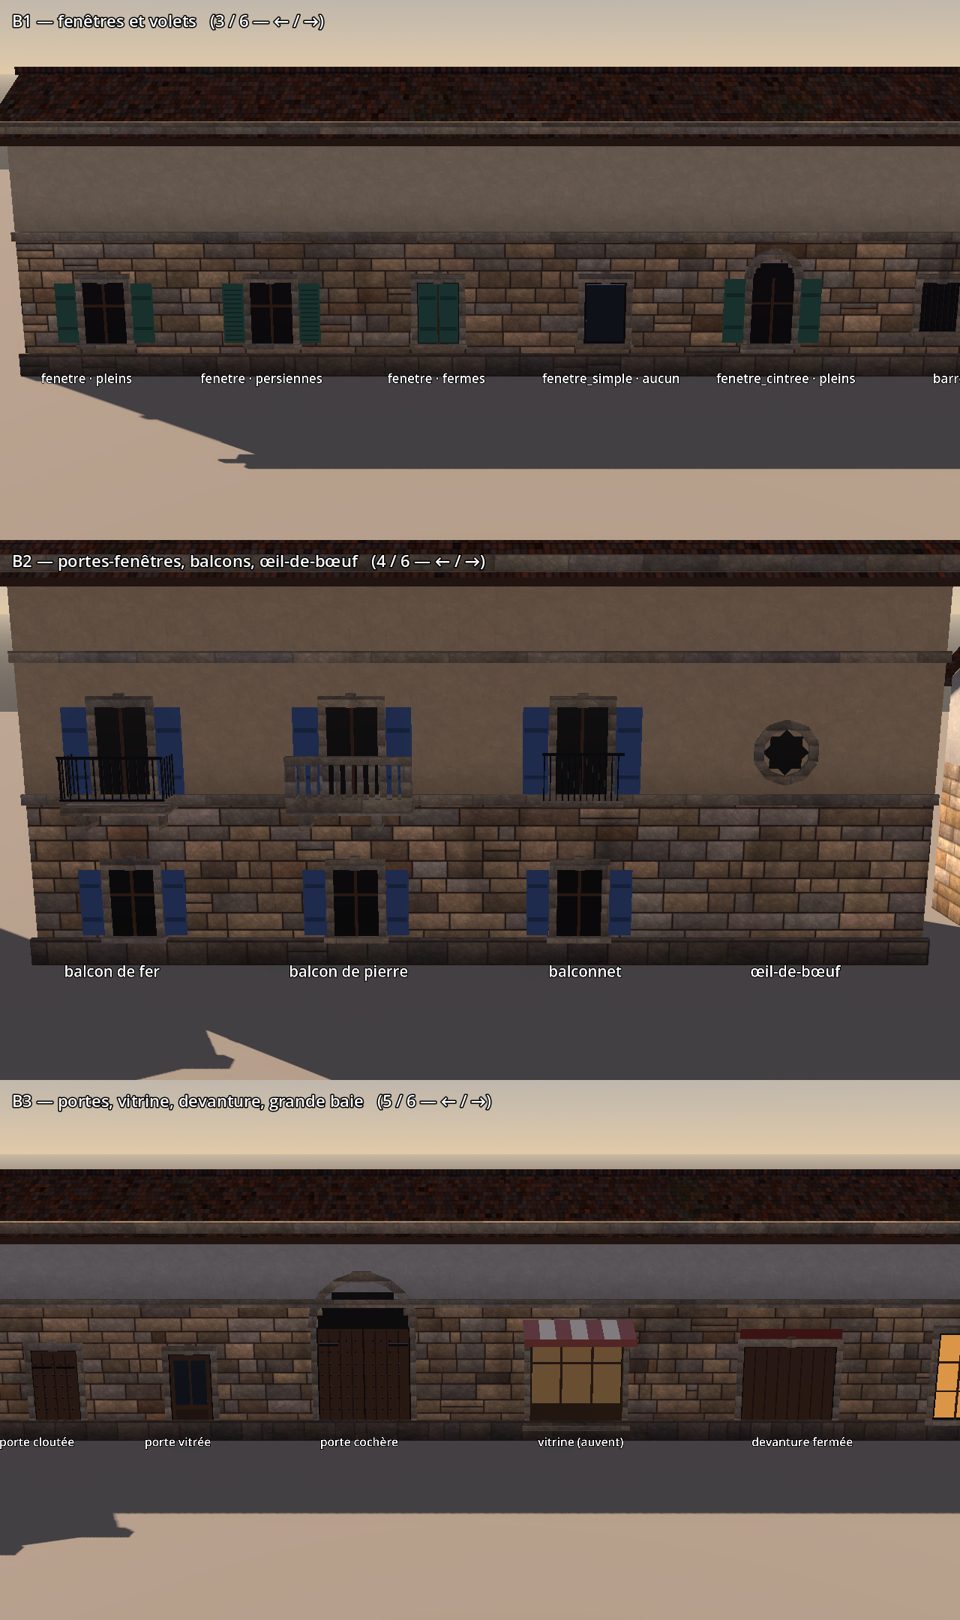 B1 — fenêtres et volets (3 / 6 — ← / →)
fenetre · pleins
fenetre · persiennes
fenetre · fermes
fenetre_simple · aucun
fenetre_cintree · pleins
barr
B2 — portes-fenêtres, balcons, œil-de-bœuf (4 / 6 — ← / →)
balcon de fer
balcon de pierre
balconnet
œil-de-bœuf
B3 — portes, vitrine, devanture, grande baie (5 / 6 — ← / →)
porte cloutée
porte vitrée
porte cochère
vitrine (auvent)
devanture fermée